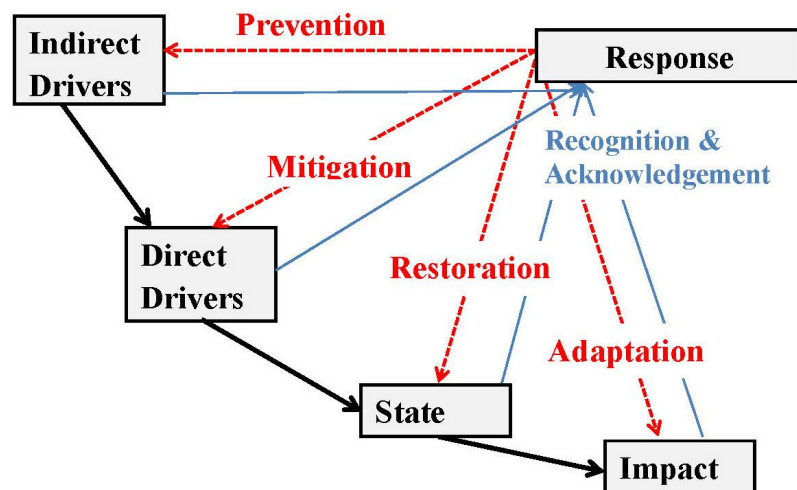 Prevention
Indirect
Drivers
Response
Recognition &
Acknowledgement
Mitigation
Direct
Drivers
Restoration
Adaptation
State
Impact